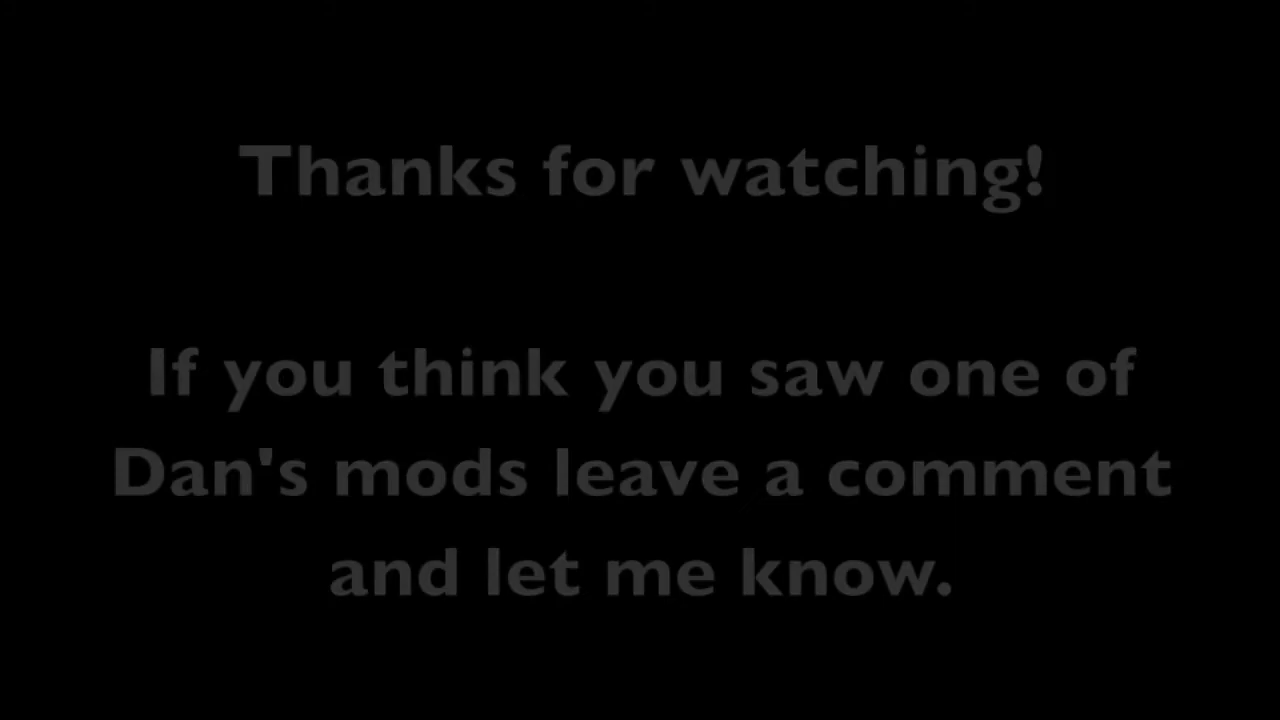 Thanks for watching!
If you think you saw one of
Dan's mods leave a comment
and let me know.